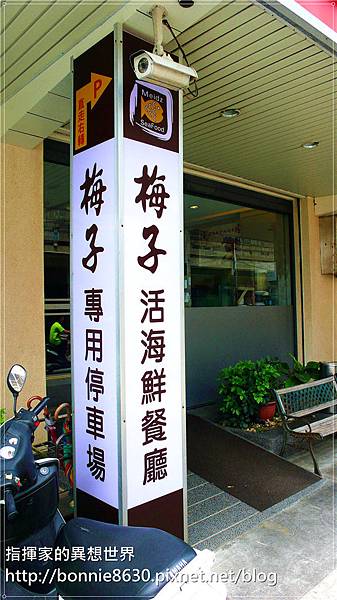 P
直走右轉
梅子
專用停車場
Meidz
SeaFood
梅子
活海鮮餐廳
指揮家的異想世界
http://bonnie8630.pixnet.net/blog